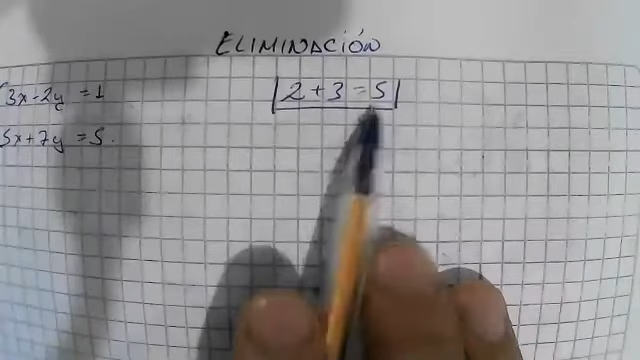 ELIMINACIÓN
3x-2y = 1
2+3=5
5x+7y = 5.